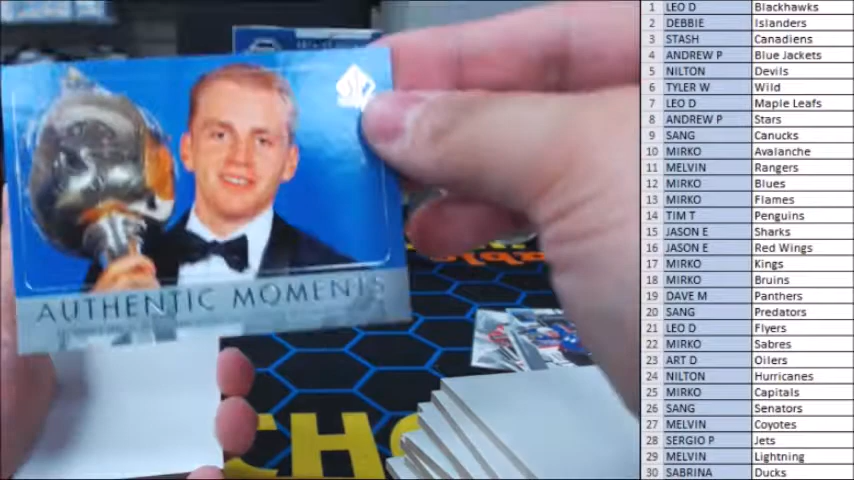 AUTHENTIC MOMENTS
CHO
1 LEO D Blackhawks
2 DEBBIE Islanders
3 STASH Canadiens
4 ANDREW P Blue Jackets
5 NILTON Devils
6 TYLER W Wild
7 LEO D Maple Leafs
8 ANDREW P Stars
9 SANG Canucks
10 MIRKO Avalanche
11 MELVIN Rangers
12 MIRKO Blues
13 MIRKO Flames
14 TIM T Penguins
15 JASON E Sharks
16 JASON E Red Wings
17 MIRKO Kings
18 MIRKO Bruins
19 DAVE M Panthers
20 SANG Predators
21 LEO D Flyers
22 MIRKO Sabres
23 ART D Oilers
24 NILTON Hurricanes
25 MIRKO Capitals
26 SANG Senators
27 MELVIN Coyotes
28 SERGIO P Jets
29 MELVIN Lightning
30 SABRINA Ducks